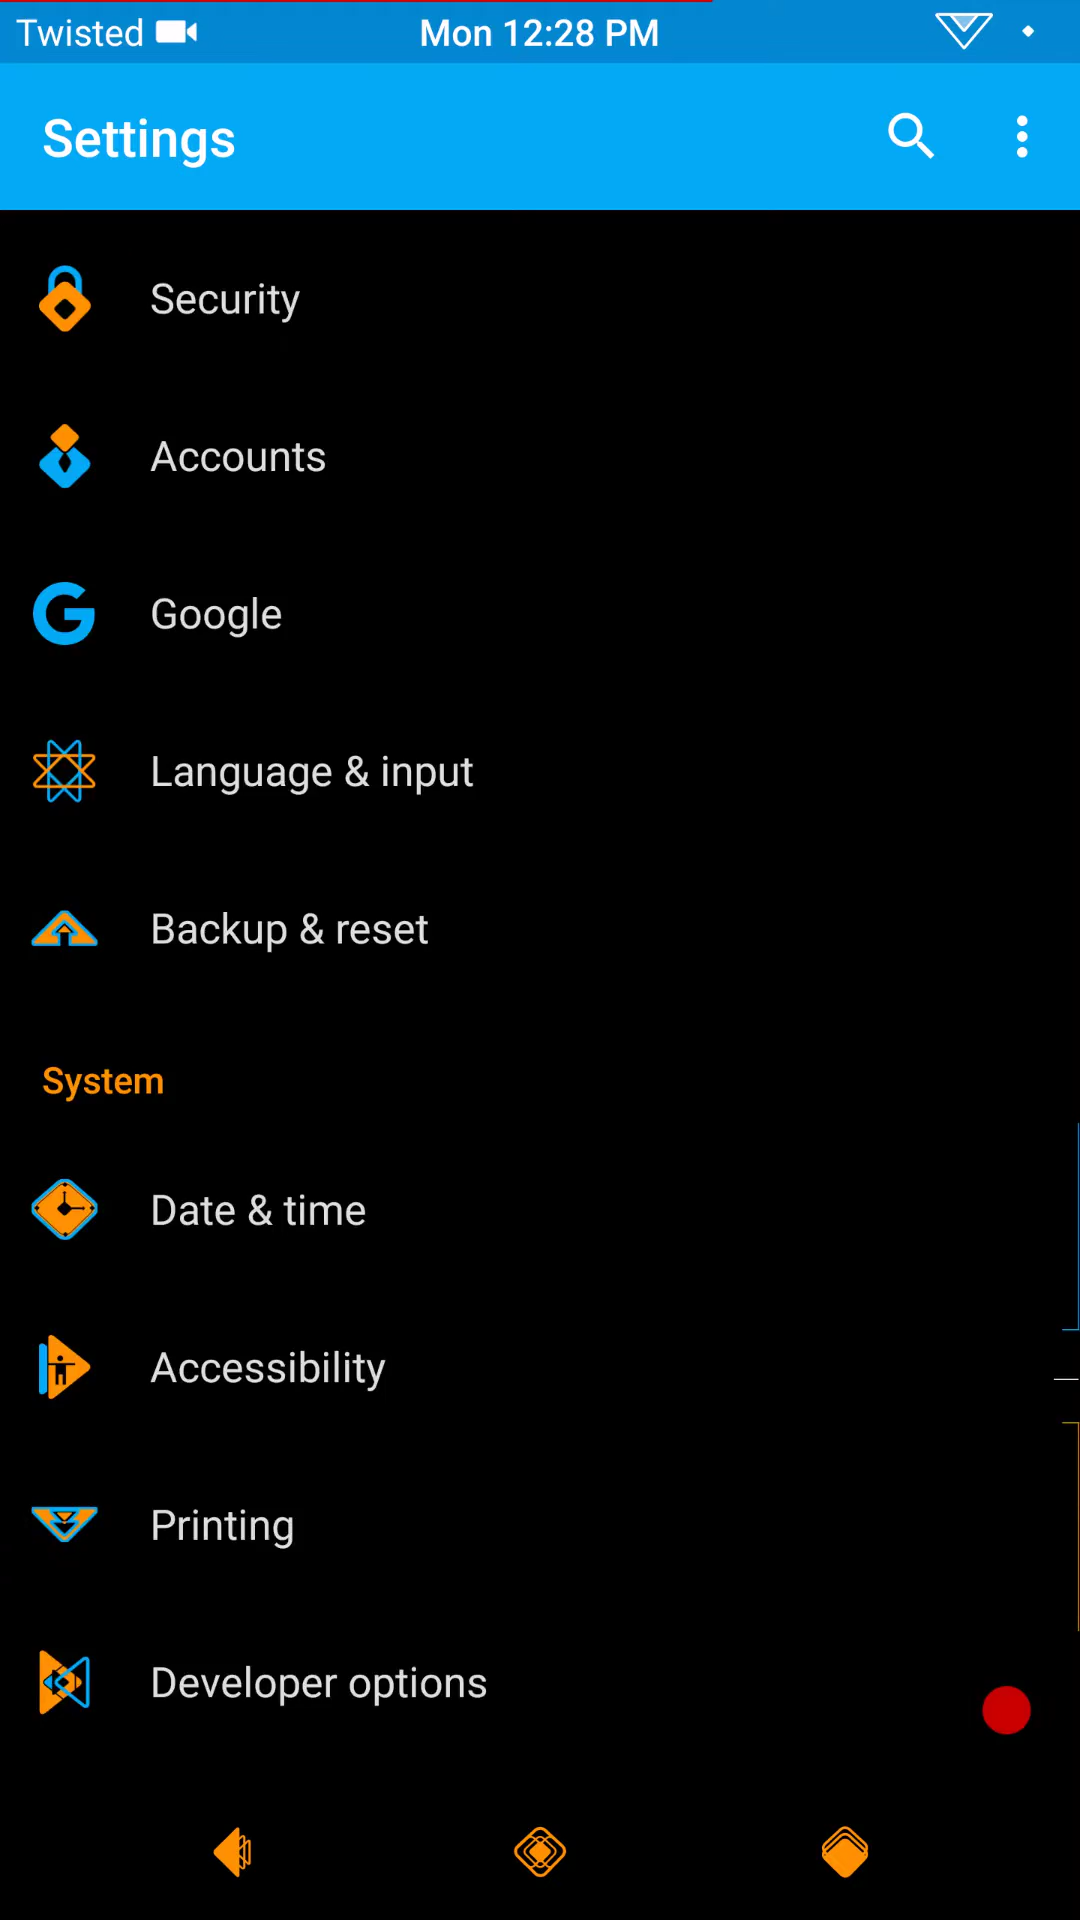 Twisted Mon 12:28 PM
Settings
Security
Accounts
Google
Language & input
Backup & reset
System
Date & time
Accessibility
Printing
Developer options